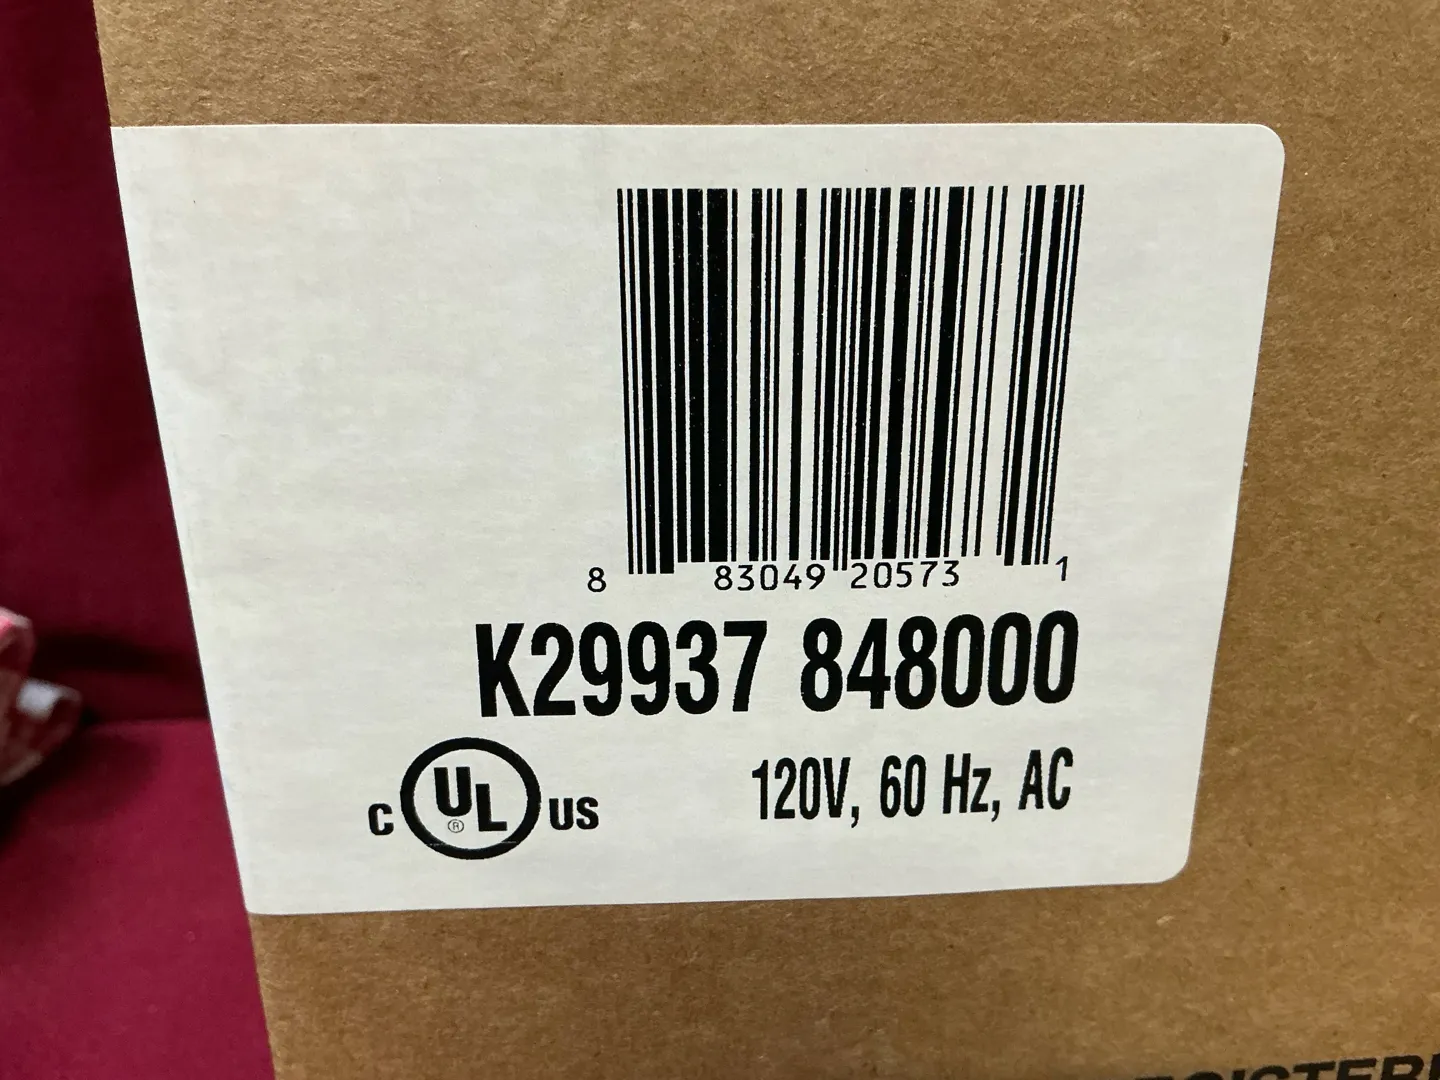 8 83049 20573 1
K29937 848000
C UL ® US 120V, 60 Hz, AC